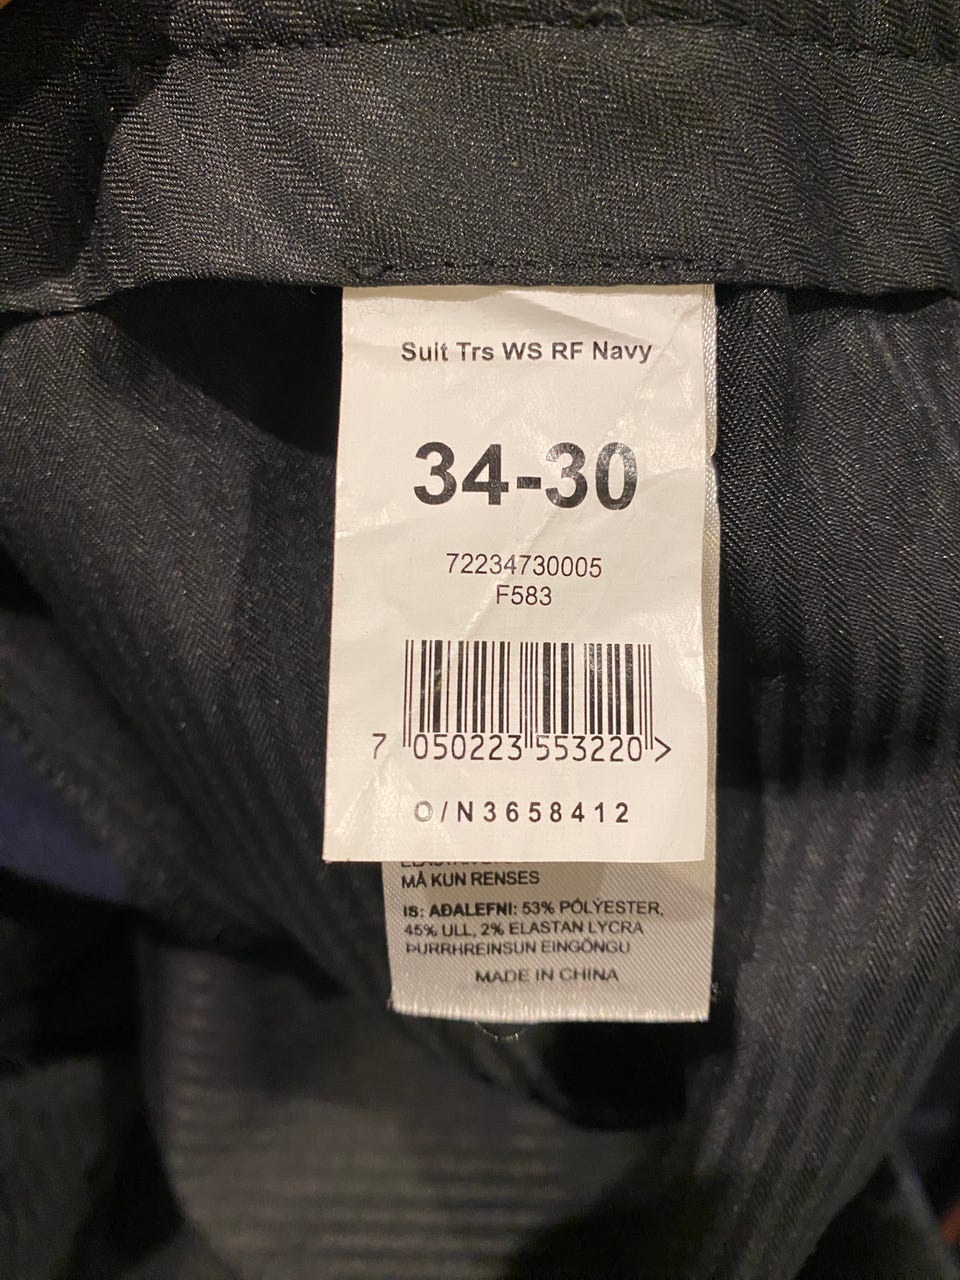 Suit Trs WS RF Navy
34-30
72234730005
F583
7 050223 553220 >
O/N3658412
MÅ KUN RENSES
IS: AÐALEFNI: 53% PÓLÝESTER,
45% ULL, 2% ELASTAN LYCRA
ÞURRHREINSUN EINGÖNGU
MADE IN CHINA